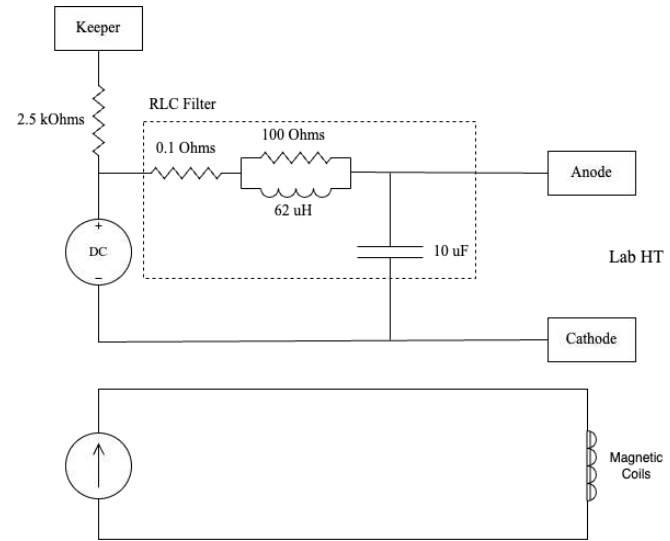 Keeper
2.5 kOhms
RLC Filter
100 Ohms
0.1 Ohms
62 uH
Anode
+
DC
−
10 uF
Lab HT
Cathode
Magnetic
Coils